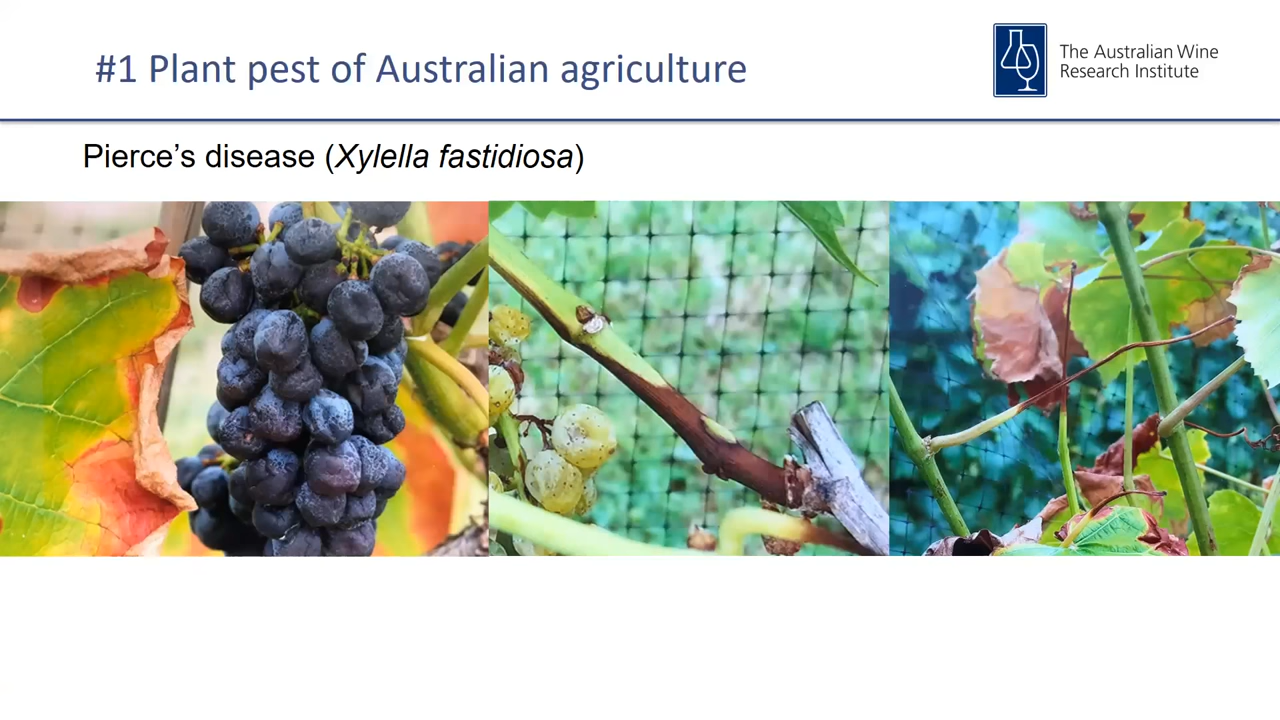 #1 Plant pest of Australian agriculture
The Australian Wine
Research Institute
Pierce’s disease (Xylella fastidiosa)